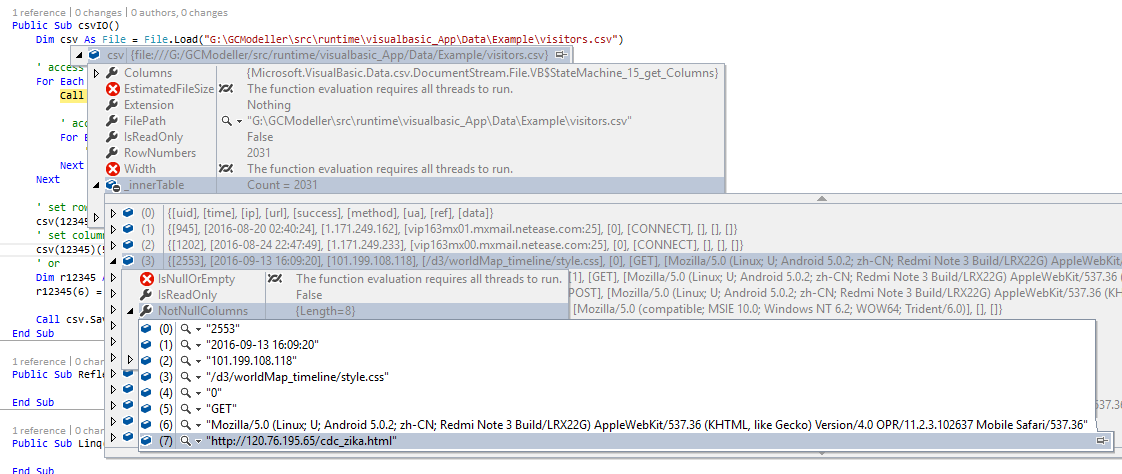 1 reference | 0 changes | 0 authors, 0 changes
Public Sub csvIO()
Dim csv As File = File.Load("G:\GCModeller\src\runtime\visualbasic_App\Data\Example\visitors.csv")
csv {file:///G:/GCModeller/src/runtime/visualbasic_App/Data/Example/visitors.csv}
' access
For Each
Call
' acc
For E
Next
Next
Columns {Microsoft.VisualBasic.Data.csv.DocumentStream.File.VB$StateMachine_15_get_Columns}
EstimatedFileSize The function evaluation requires all threads to run.
Extension Nothing
FilePath "G:\GCModeller\src\runtime\visualbasic_App\Data\Example\visitors.csv"
IsReadOnly False
RowNumbers 2031
Width The function evaluation requires all threads to run.
_innerTable Count = 2031
' set row
csv(12345)
' set colum
csv(12345)(
' or
Dim r12345 A
r12345(6) =
Call csv.Sav
End Sub
(0) {[uid], [time], [ip], [url], [success], [method], [ua], [ref], [data]}
(1) {[945], [2016-08-20 02:40:24], [1.171.249.162], [vip163mx01.mxmail.netease.com:25], [0], [CONNECT], [], [], []}
(2) {[1202], [2016-08-24 22:47:49], [1.171.249.233], [vip163mx00.mxmail.netease.com:25], [0], [CONNECT], [], [], []}
(3) {[2553], [2016-09-13 16:09:20], [101.199.108.118], [/d3/worldMap_timeline/style.css], [0], [GET], [Mozilla/5.0 (Linux; U; Android 5.0.2; zh-CN; Redmi Note 3 Build/LRX22G) AppleWebKit/
1], [GET], [Mozilla/5.0 (Linux; U; Android 5.0.2; zh-CN; Redmi Note 3 Build/LRX22G) AppleWebKit/537.36
POST], [Mozilla/5.0 (Linux; U; Android 5.0.2; zh-CN; Redmi Note 3 Build/LRX22G) AppleWebKit/537.36 (KHT
[Mozilla/5.0 (compatible; MSIE 10.0; Windows NT 6.2; WOW64; Trident/6.0)], [], []}
IsNullOrEmpty The function evaluation requires all threads to run.
IsReadOnly False
NotNullColumns {Length=8}
(0) "2553"
(1) "2016-09-13 16:09:20"
(2) "101.199.108.118"
(3) "/d3/worldMap_timeline/style.css"
(4) "0"
(5) "GET"
(6) "Mozilla/5.0 (Linux; U; Android 5.0.2; zh-CN; Redmi Note 3 Build/LRX22G) AppleWebKit/537.36 (KHTML, like Gecko) Version/4.0 OPR/11.2.3.102637 Mobile Safari/537.36"
(7) "http://120.76.195.65/cdc_zika.html"
/537.36
1 reference | 0 chan
Public Sub Refle
End Sub
1 reference | 0 chang
Public Sub Linq
End Sub